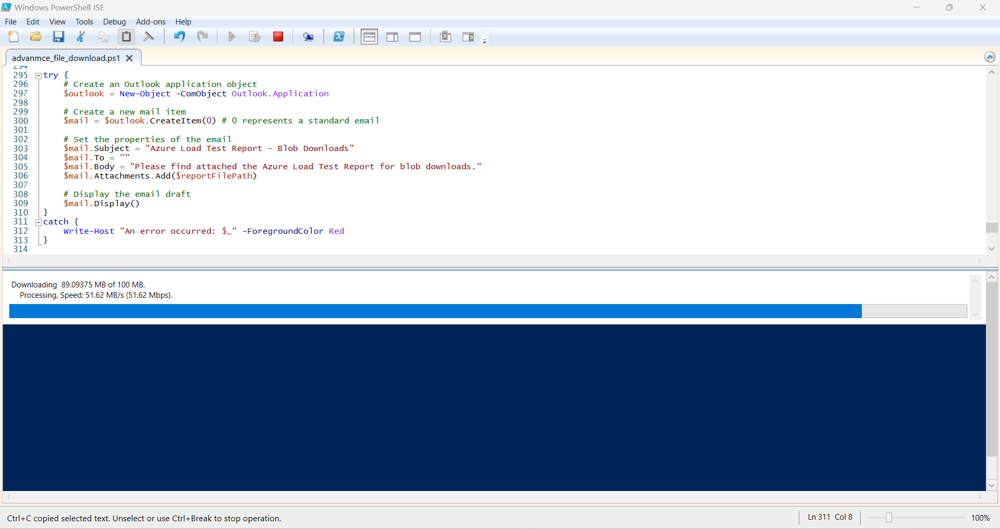 Windows PowerShell ISE
File Edit View Tools Debug Add-ons Help
advanmce_file_download.ps1
294
295 try {
296 # Create an Outlook application object
297 $outlook = New-Object -ComObject Outlook.Application
298
299 # Create a new mail item
300 $mail = $outlook.CreateItem(0) # 0 represents a standard email
301
302 # Set the properties of the email
303 $mail.Subject = "Azure Load Test Report - Blob Downloads"
304 $mail.To = ""
305 $mail.Body = "Please find attached the Azure Load Test Report for blob downloads."
306 $mail.Attachments.Add($reportFilePath)
307
308 # Display the email draft
309 $mail.Display()
310 }
311 catch {
312 Write-Host "An error occurred: $_" -ForegroundColor Red
313 }
314
Downloading 89.09375 MB of 100 MB.
Processing, Speed: 51.62 MB/s (51.62 Mbps).
Ctrl+C copied selected text. Unselect or use Ctrl+Break to stop operation.
Ln 311 Col 8
100%